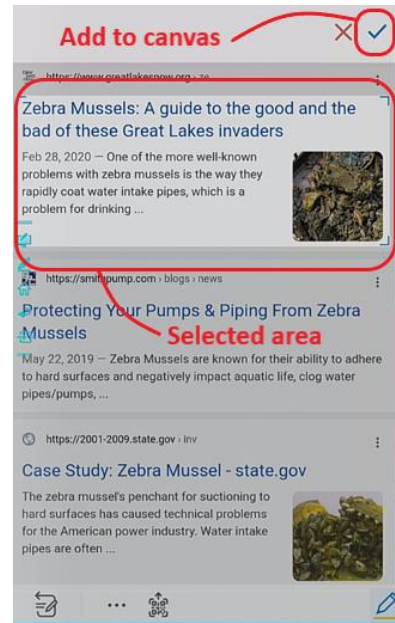 Add to canvas
https://www.greatlakesnow.org › ze
Zebra Mussels: A guide to the good and the
bad of these Great Lakes invaders
Feb 28, 2020 — One of the more well-known
problems with zebra mussels is the way they
rapidly coat water intake pipes, which is a
problem for drinking ...
https://smithpump.com › blogs › news
Protecting Your Pumps & Piping From Zebra
Mussels
Selected area
May 22, 2019 — Zebra Mussels are known for their ability to adhere
to hard surfaces and negatively impact aquatic life, clog water
pipes/pumps, ...
https://2001-2009.state.gov › inv
Case Study: Zebra Mussel - state.gov
The zebra mussel's penchant for suctioning to
hard surfaces has caused technical problems
for the American power industry. Water intake
pipes are often ...